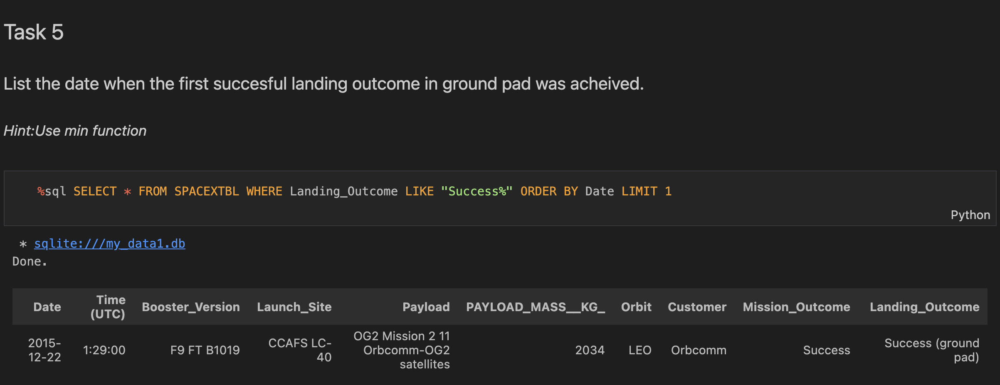 Task 5
List the date when the first succesful landing outcome in ground pad was acheived.
Hint:Use min function
%sql SELECT * FROM SPACEXTBL WHERE Landing_Outcome LIKE "Success%" ORDER BY Date LIMIT 1
Python
* sqlite:///my_data1.db
Done.
Date Time (UTC) Booster_Version Launch_Site Payload PAYLOAD_MASS__KG_ Orbit Customer Mission_Outcome Landing_Outcome
2015-12-22 1:29:00 F9 FT B1019 CCAFS LC-40 OG2 Mission 2 11 Orbcomm-OG2 satellites 2034 LEO Orbcomm Success Success (ground pad)